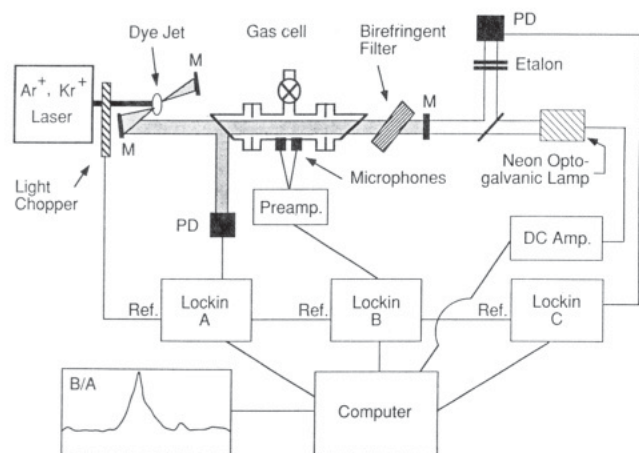 PD
Dye Jet
Gas cell
Birefringent
Filter
Etalon
M
M
Ar+, Kr+
Laser
M
Neon Opto-
galvanic Lamp
Microphones
Light
Chopper
Preamp.
PD
DC Amp.
Ref.
Lockin
A
Ref.
Lockin
B
Ref.
Lockin
C
B/A
Computer